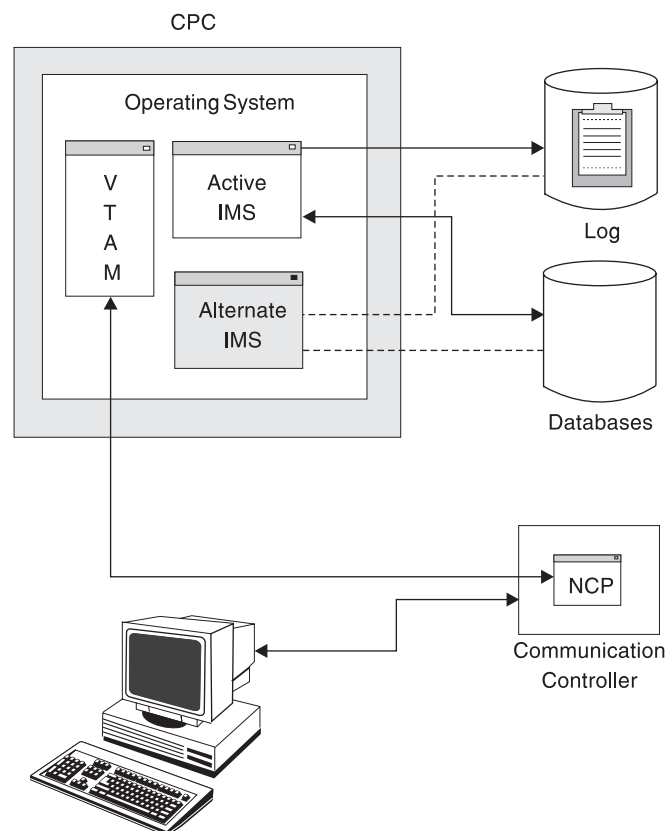 CPC
Operating System
V
T
A
M
Active
IMS
Alternate
IMS
Log
Databases
NCP
Communication
Controller